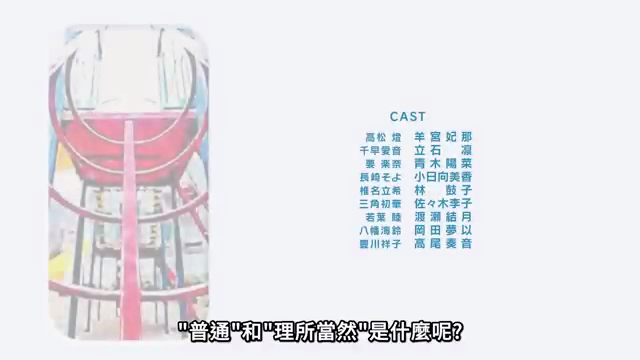 CAST
高松 燈 羊宮妃那
千早愛音 立石 凛
要 楽奈 青木陽菜
長崎そよ 小日向美香
椎名立希 林 鼓子
三角初華 佐々木李子
若葉 睦 渡瀬結月
八幡海鈴 岡田夢以
豊川祥子 高尾奏音
"普通"和"理所當然"是什麼呢?